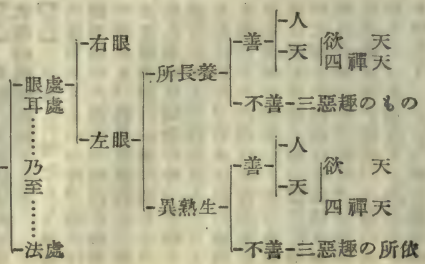 眼處
耳處
乃至
法處
右眼
左眼
所長養
善
人
天
欲天
四禪天
不善
三惡趣のもの
異熟生
善
人
天
欲天
四禪天
不善
三惡趣の所依